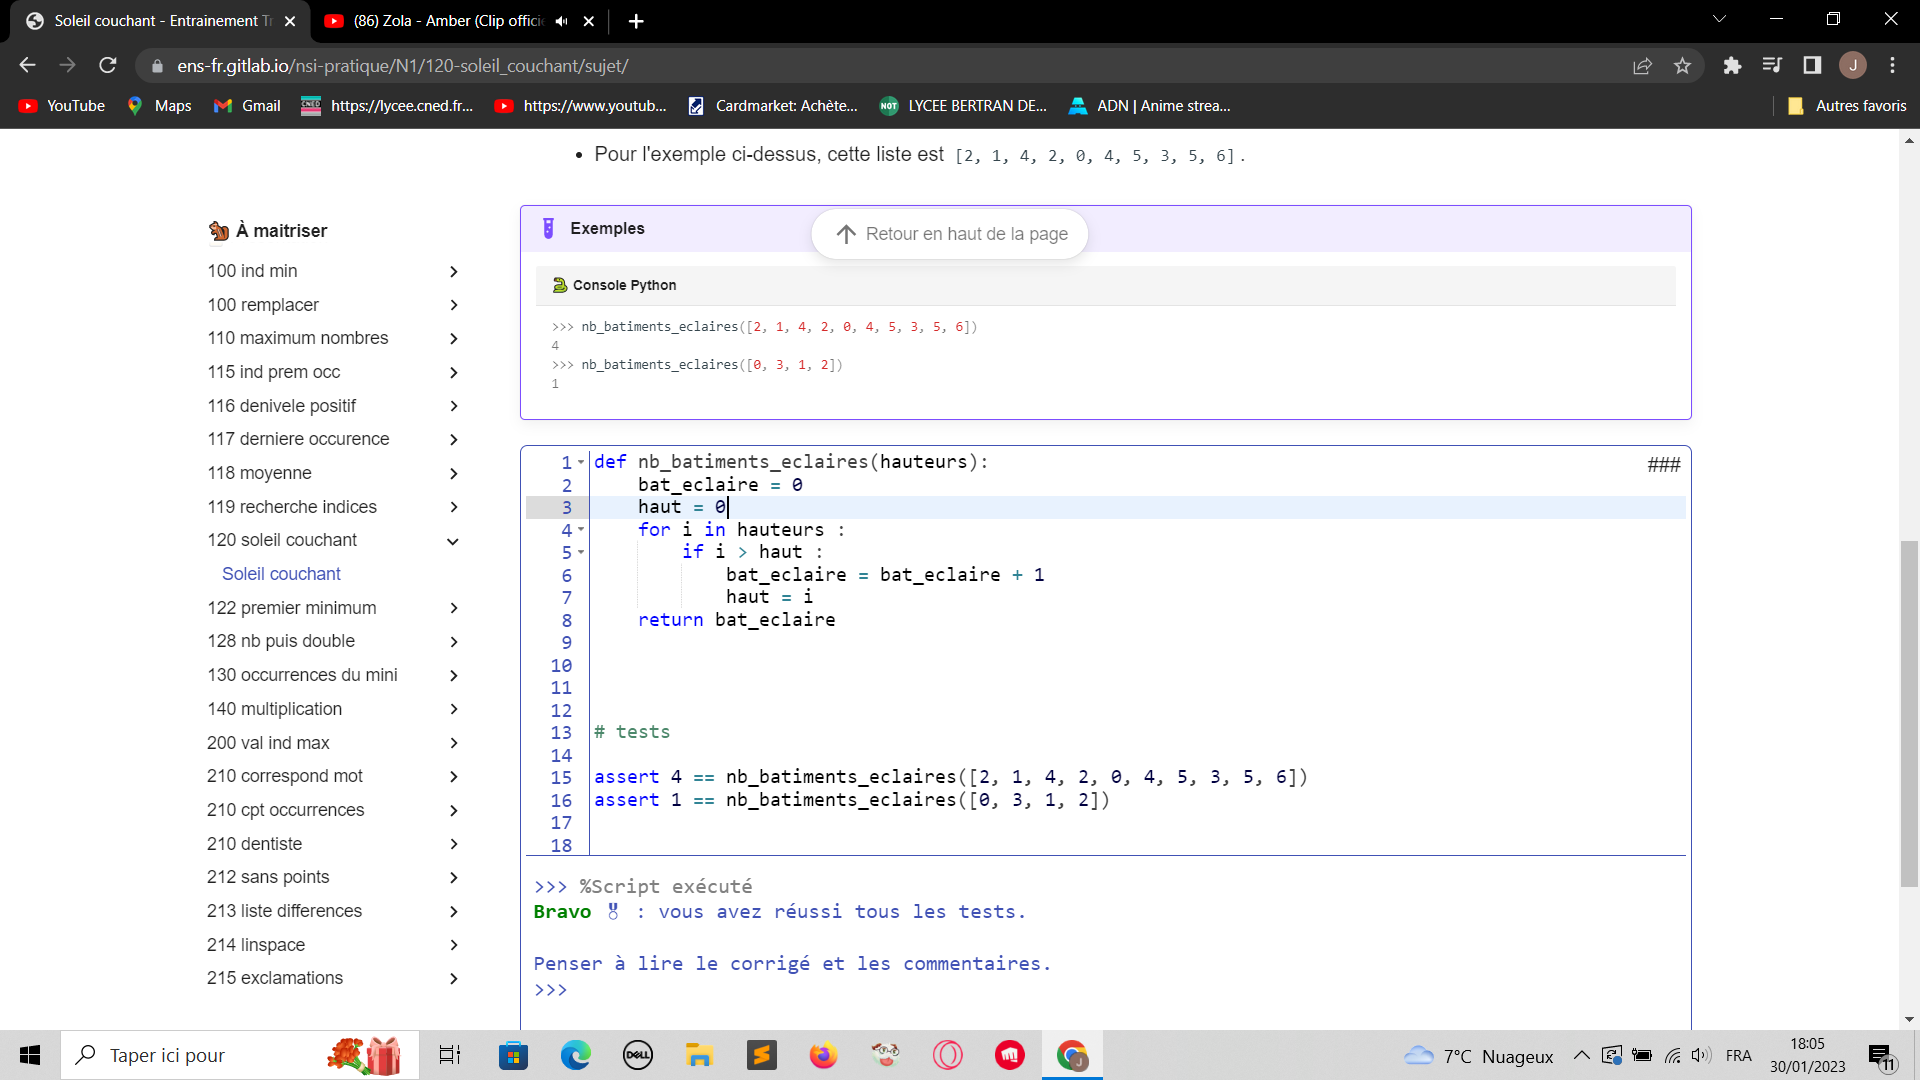 Soleil couchant - Entrainement Tr
(86) Zola - Amber (Clip offici
ens-fr.gitlab.io/nsi-pratique/N1/120-soleil_couchant/sujet/
J
YouTube
Maps
Gmail
https://lycee.cned.fr...
https://www.youtub...
Cardmarket: Achète...
LYCEE BERTRAN DE...
ADN | Anime strea...
Autres favoris
• Pour l'exemple ci-dessus, cette liste est [2, 1, 4, 2, 0, 4, 5, 3, 5, 6].
À maitriser
100 ind min
100 remplacer
110 maximum nombres
115 ind prem occ
116 denivele positif
117 derniere occurence
118 moyenne
119 recherche indices
120 soleil couchant
Soleil couchant
122 premier minimum
128 nb puis double
130 occurrences du mini
140 multiplication
200 val ind max
210 correspond mot
210 cpt occurrences
210 dentiste
212 sans points
213 liste differences
214 linspace
215 exclamations
Exemples
Retour en haut de la page
Console Python
>>> nb_batiments_eclaires([2, 1, 4, 2, 0, 4, 5, 3, 5, 6])
4
>>> nb_batiments_eclaires([0, 3, 1, 2])
1
###
1 def nb_batiments_eclaires(hauteurs):
2     bat_eclaire = 0
3     haut = 0
4     for i in hauteurs :
5         if i > haut :
6             bat_eclaire = bat_eclaire + 1
7             haut = i
8     return bat_eclaire
9
10
11
12
13 # tests
14
15 assert 4 == nb_batiments_eclaires([2, 1, 4, 2, 0, 4, 5, 3, 5, 6])
16 assert 1 == nb_batiments_eclaires([0, 3, 1, 2])
17
18
>>> %Script exécuté
Bravo 🎖 : vous avez réussi tous les tests.
Penser à lire le corrigé et les commentaires.
>>>
Taper ici pour
DELL
7°C Nuageux
FRA
18:05
30/01/2023
11